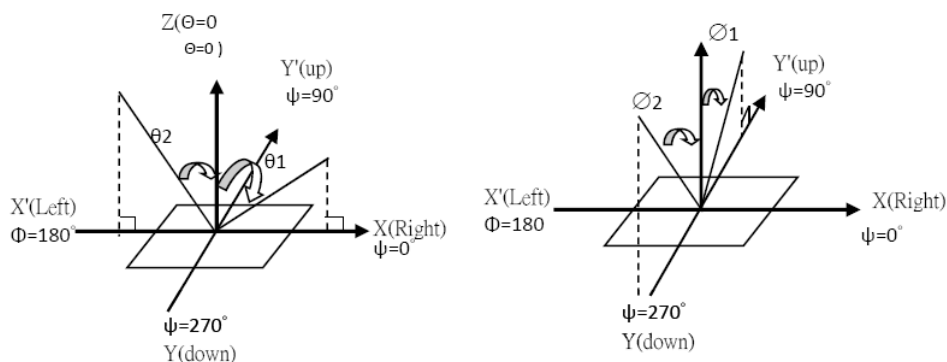 Z(Θ=0
Θ=0 )
Y'(up)
ψ=90°
θ2
θ1
X'(Left)
Φ=180°
X(Right)
ψ=0°
ψ=270°
Y(down)
∅1
Y'(up)
ψ=90°
∅2
X'(Left)
Φ=180
X(Right)
ψ=0°
ψ=270°
Y(down)